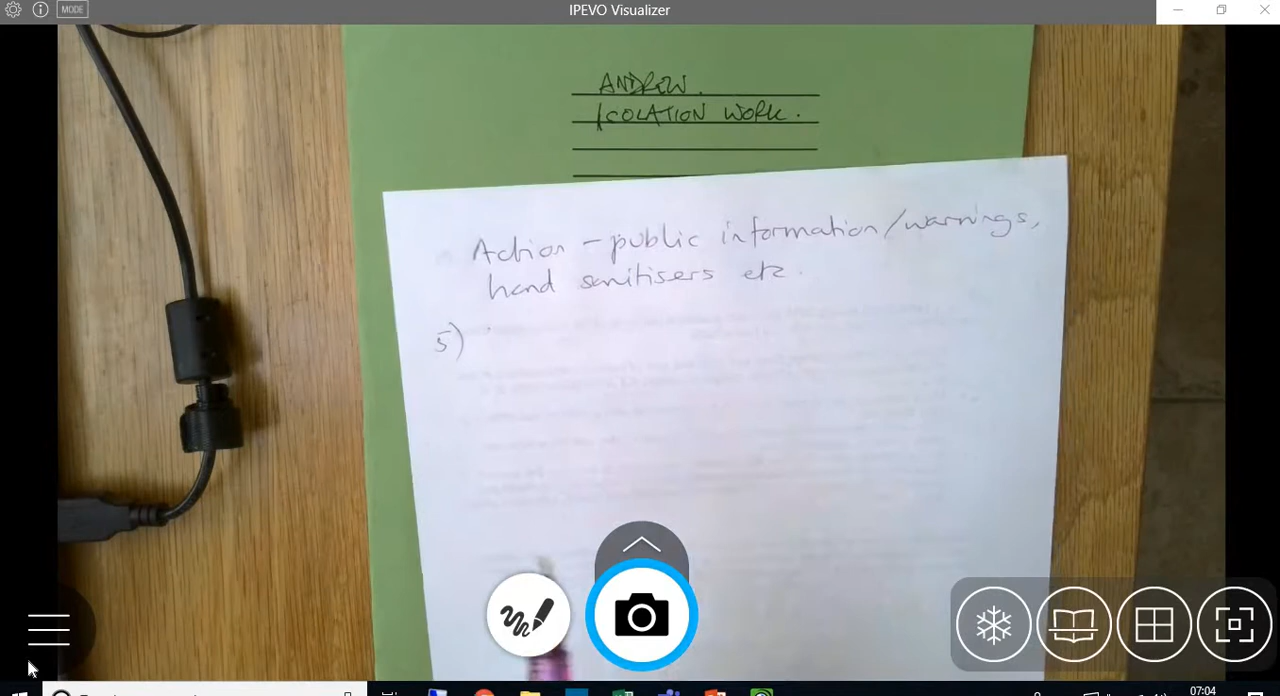 MODE
IPEVO Visualizer
ANDREW.
ISOLATION WORK.
Action - public information/warnings,
hand sanitisers etc.
5)
07:04